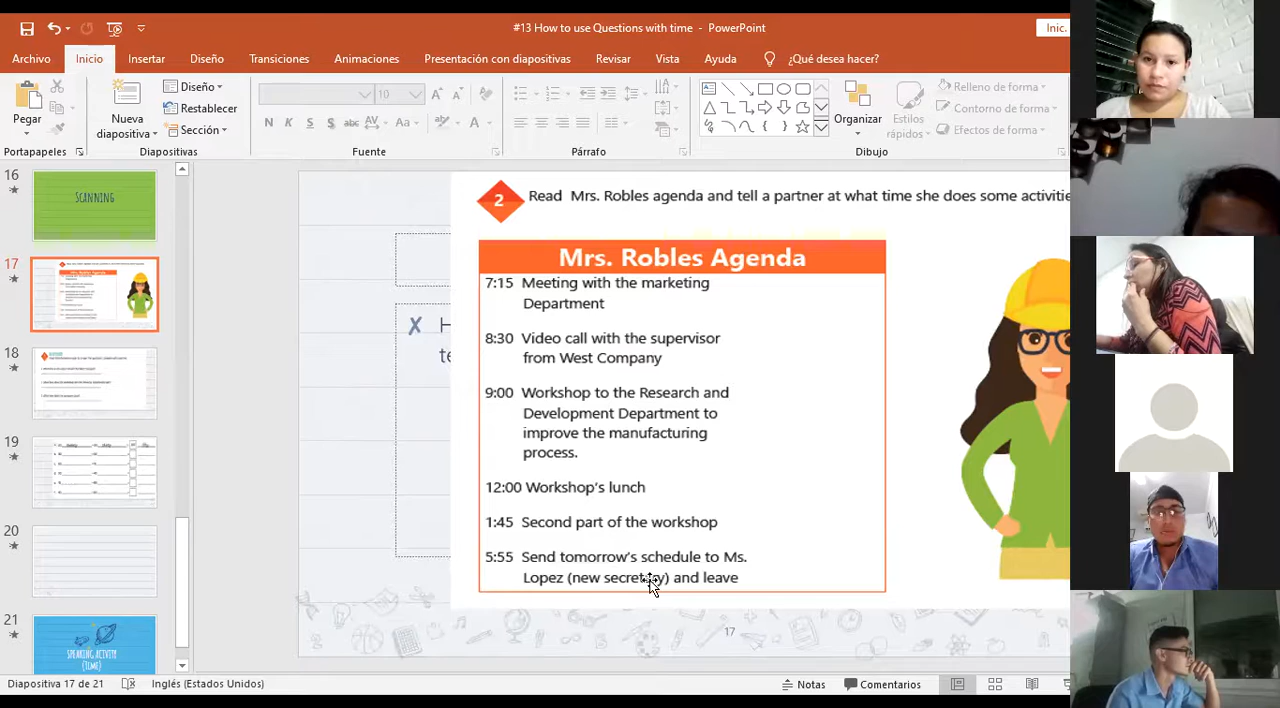 #13 How to use Questions with time - PowerPoint
Inic.
Archivo Inicio Insertar Diseño Transiciones Animaciones Presentación con diapositivas Revisar Vista Ayuda ¿Qué desea hacer?
Pegar
Nueva
diapositiva
Diseño
Restablecer
Sección
10
N K S S abc AV Aa A
Organizar
Estilos
rápidos
Relleno de forma
Contorno de forma
Efectos de forma
Portapapeles Diapositivas Fuente Párrafo Dibujo
16
SCANNING
17
18
19
20
21
SPEAKING ACTIVITY
(TIME)
2 Read Mrs. Robles agenda and tell a partner at what time she does some activitie
Mrs. Robles Agenda
7:15 Meeting with the marketing
Department
8:30 Video call with the supervisor
from West Company
9:00 Workshop to the Research and
Development Department to
improve the manufacturing
process.
12:00 Workshop's lunch
1:45 Second part of the workshop
5:55 Send tomorrow's schedule to Ms.
Lopez (new secretary) and leave
17
Diapositiva 17 de 21 Inglés (Estados Unidos) Notas Comentarios